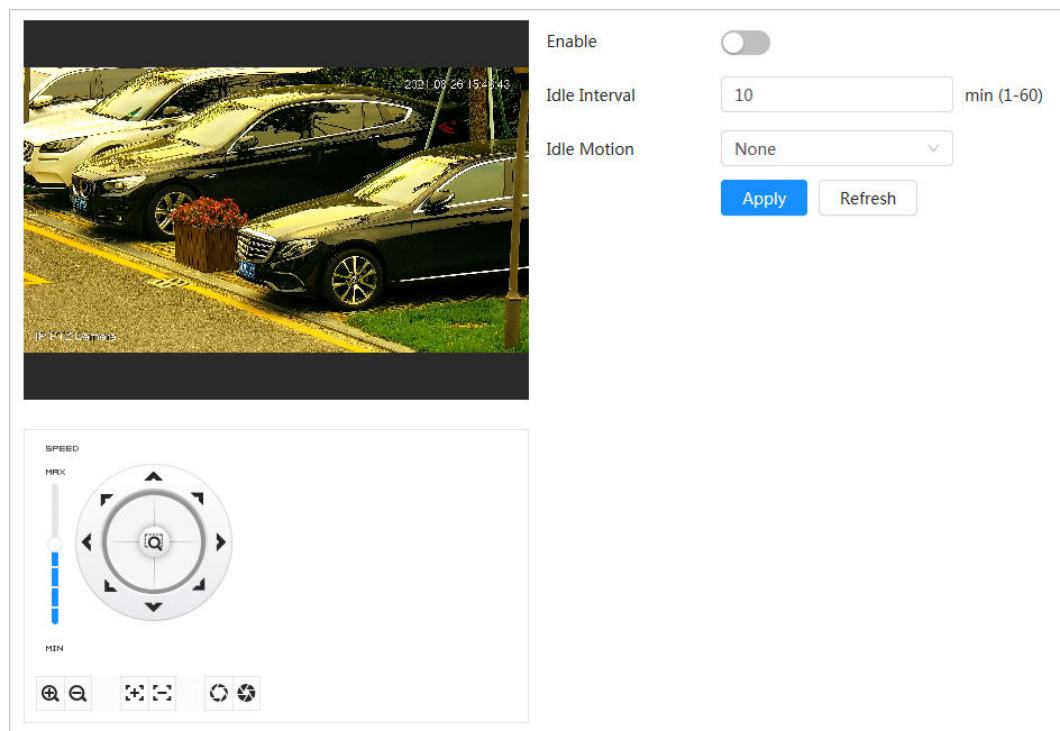 Enable
2021 08 26 15:48:43
Idle Interval
10
min (1-60)
Idle Motion
None
Apply
Refresh
IP PTZ Camera
SPEED
MAX
MIN